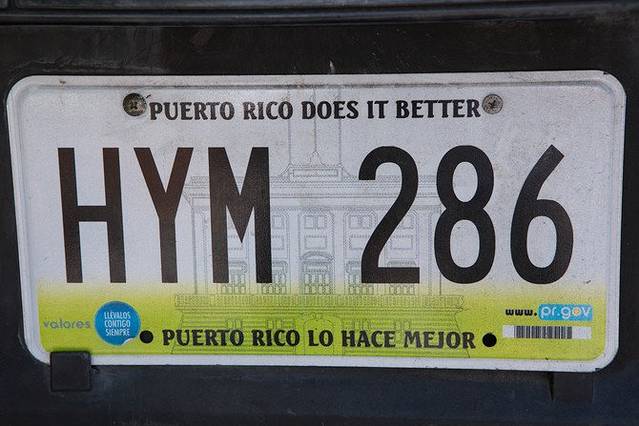 PUERTO RICO DOES IT BETTER
HYM 286
valores
LLÉVALOS
CONTIGO
SIEMPRE
www.pr.gov
PUERTO RICO LO HACE MEJOR